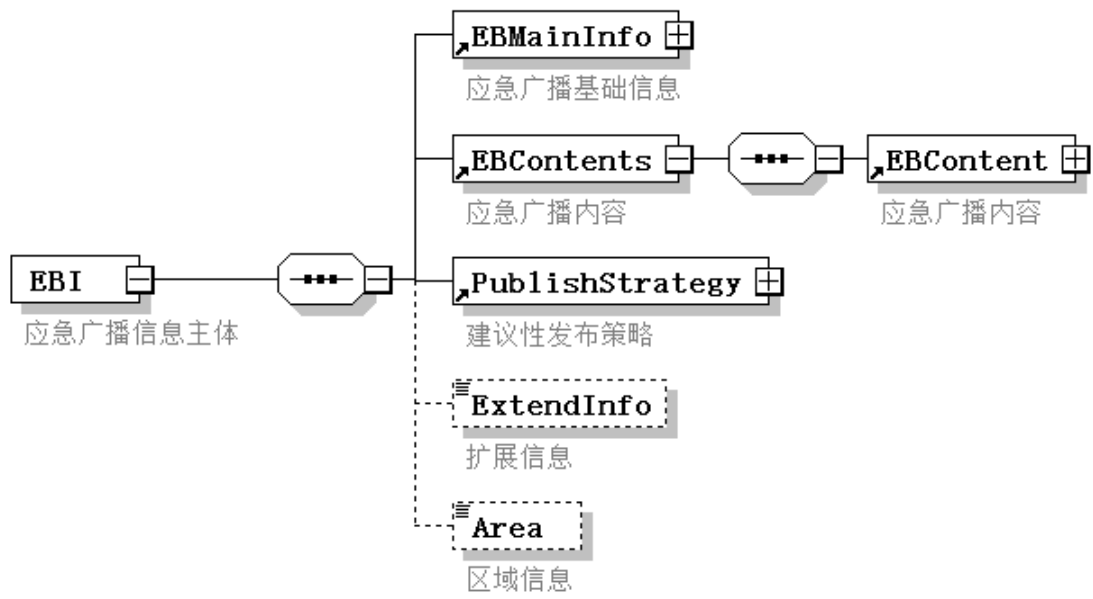 EBMainInfo
应急广播基础信息
EBContents
应急广播内容
EBContent
应急广播内容
EBI
应急广播信息主体
PublishStrategy
建议性发布策略
ExtendInfo
扩展信息
Area
区域信息